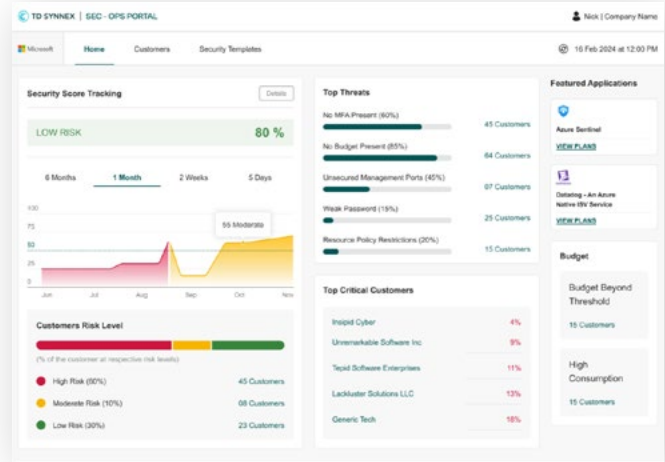 TD SYNNEX | SEC - OPS PORTAL
Nick | Company Name
Microsoft
Home
Customers
Security Templates
16 Feb 2024 at 12:00 PM
Security Score Tracking
Details
LOW RISK
80 %
6 Months
1 Month
2 Weeks
5 Days
100
75
50
25
0
55 Moderate
Jun
Jul
Aug
Sep
Oct
Nov
Customers Risk Level
(% of the customer at respective risk levels)
High Risk (60%)
45 Customers
Moderate Risk (10%)
08 Customers
Low Risk (30%)
23 Customers
Top Threats
No MFA Present (80%)
45 Customers
No Budget Present (85%)
64 Customers
Unsecured Management Ports (45%)
07 Customers
Weak Password (15%)
25 Customers
Resource Policy Restrictions (20%)
15 Customers
Top Critical Customers
Insipid Cyber
4%
Unremarkable Software Inc
9%
Tepid Software Enterprises
11%
Lackluster Solutions LLC
13%
Generic Tech
18%
Featured Applications
Azure Sentinel
VIEW PLANS
Datadog - An Azure
Native ISV Service
VIEW PLANS
Budget
Budget Beyond
Threshold
15 Customers
High
Consumption
15 Customers